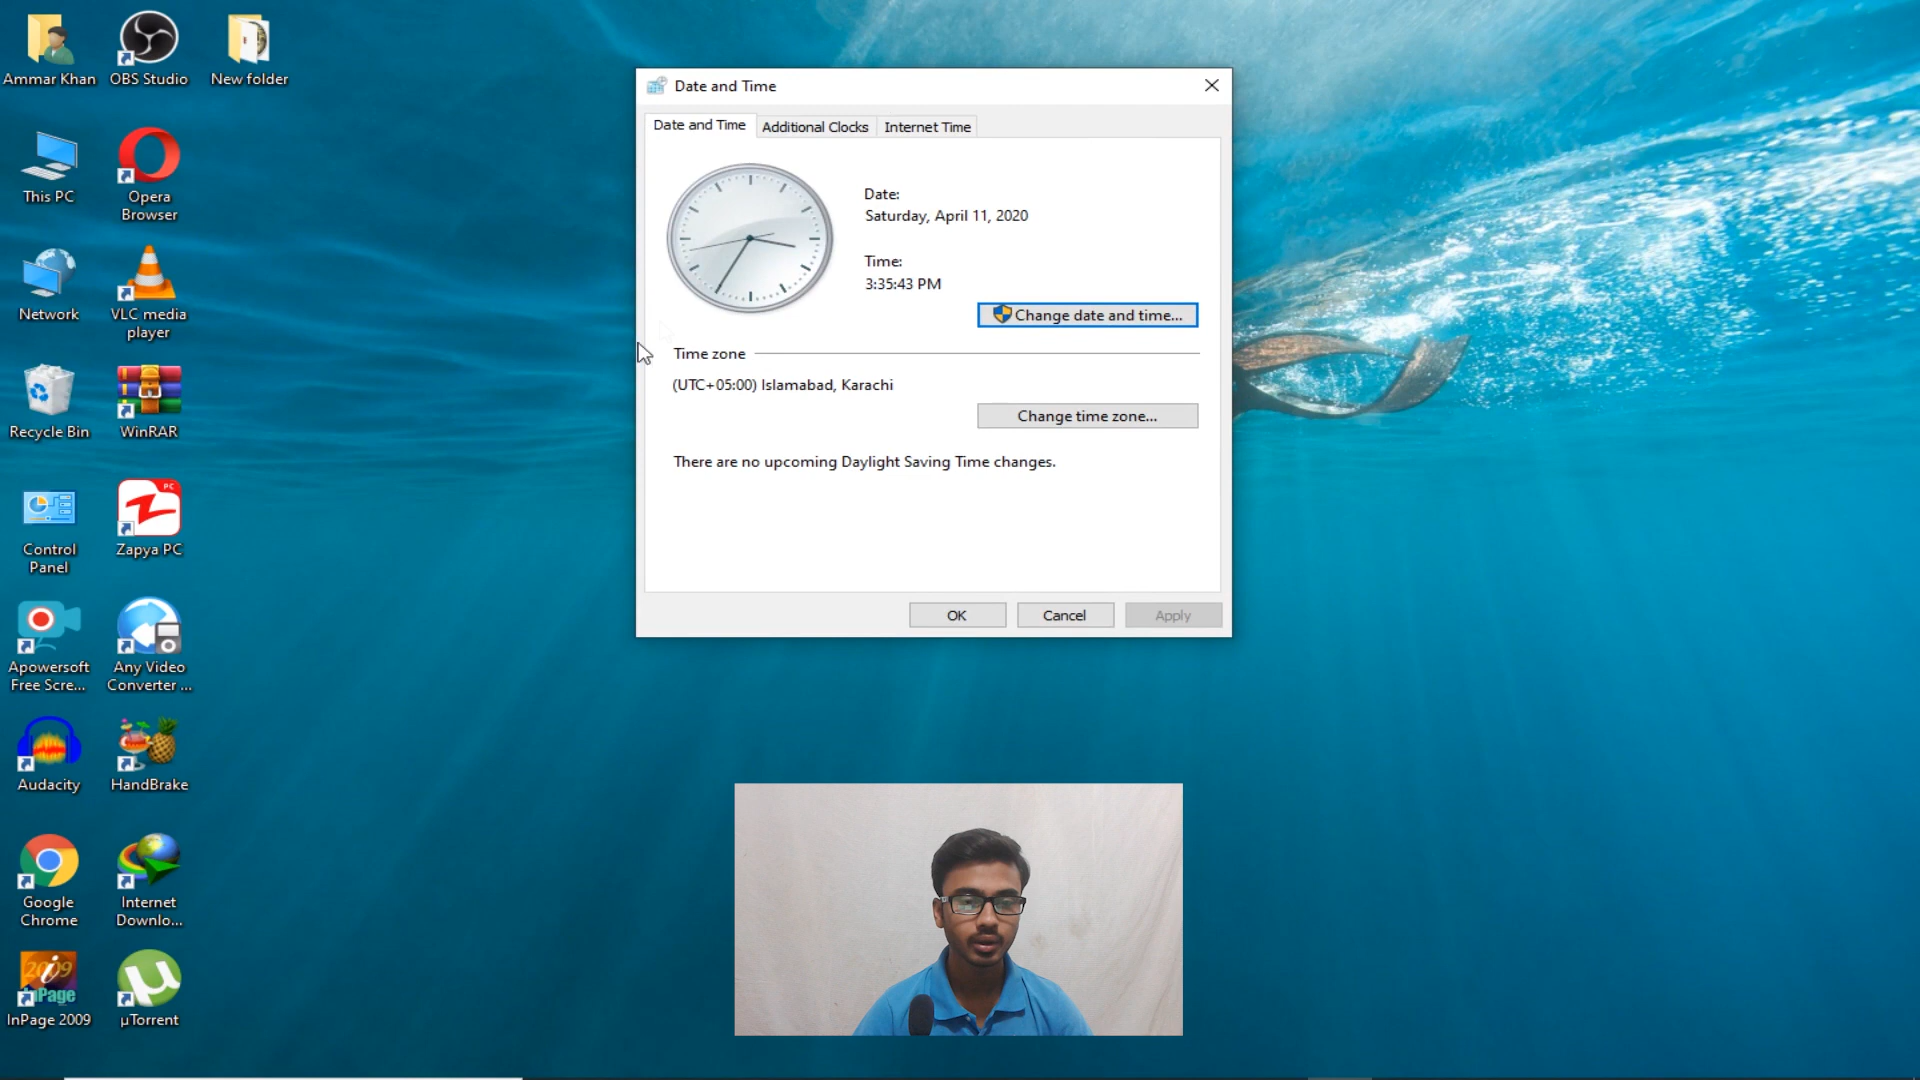 Ammar Khan
OBS Studio
New folder
This PC
Opera
Browser
Network
VLC media
player
Recycle Bin
WinRAR
Control
Panel
PC
Zapya PC
Apowersoft
Free Scre...
Any Video
Converter ...
Audacity
HandBrake
Google
Chrome
Internet
Downlo...
2009
InPage
InPage 2009
µTorrent
Date and Time
Date and Time
Additional Clocks
Internet Time
Date:
Saturday, April 11, 2020
Time:
3:35:43 PM
Change date and time...
Time zone
(UTC+05:00) Islamabad, Karachi
Change time zone...
There are no upcoming Daylight Saving Time changes.
OK
Cancel
Apply